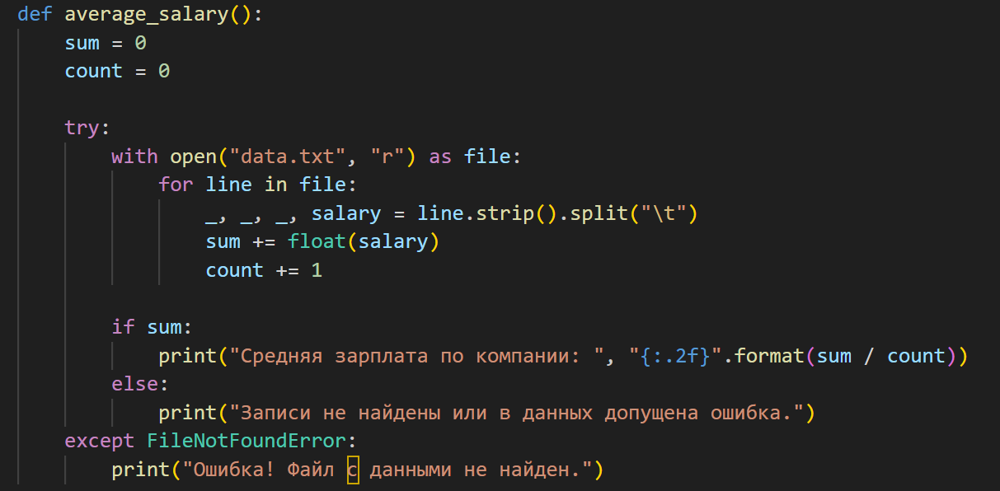 def average_salary():
    sum = 0
    count = 0

    try:
        with open("data.txt", "r") as file:
            for line in file:
                _, _, _, salary = line.strip().split("\t")
                sum += float(salary)
                count += 1

        if sum:
            print("Средняя зарплата по компании: ", "{:.2f}".format(sum / count))
        else:
            print("Записи не найдены или в данных допущена ошибка.")
    except FileNotFoundError:
        print("Ошибка! Файл с данными не найден.")